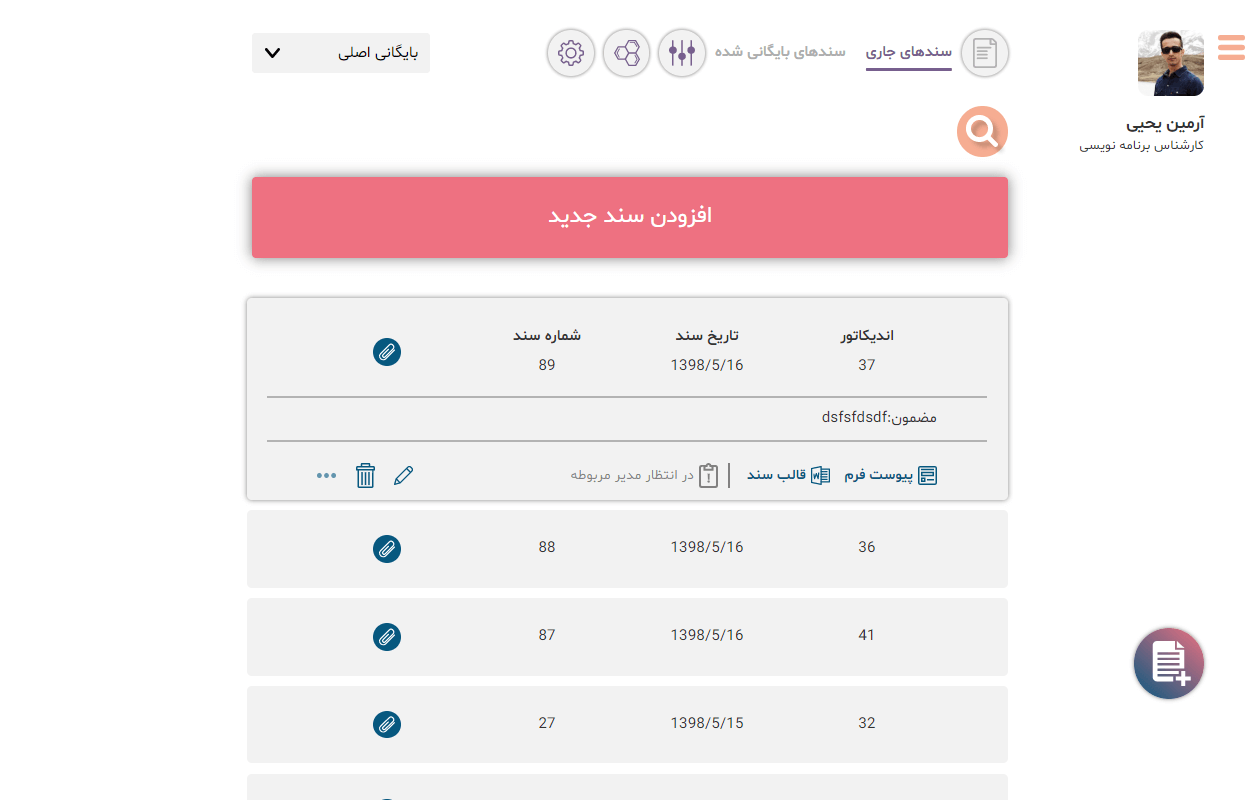 سندهای جاری
سندهای بایگانی شده
بایگانی اصلی
آرمین یحیی
کارشناس برنامه نویسی
افزودن سند جدید
اندیکاتور تاریخ سند شماره سند
37 1398/5/16 89
مضمون:dsfsfdsdf
پیوست فرم قالب سند در انتظار مدیر مربوطه
36 1398/5/16 88
41 1398/5/16 87
32 1398/5/15 27